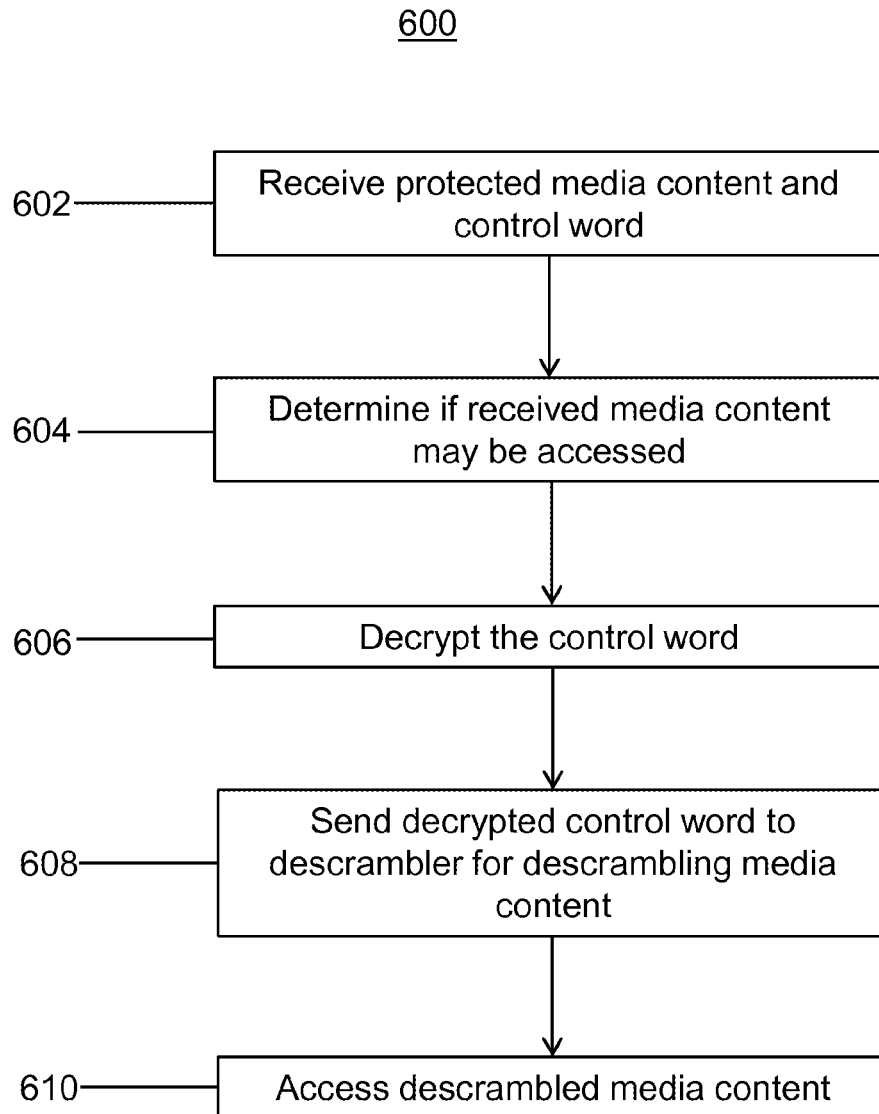 600
602
Receive protected media content and
control word
604
Determine if received media content
may be accessed
606
Decrypt the control word
608
Send decrypted control word to
descrambler for descrambling media
content
610
Access descrambled media content